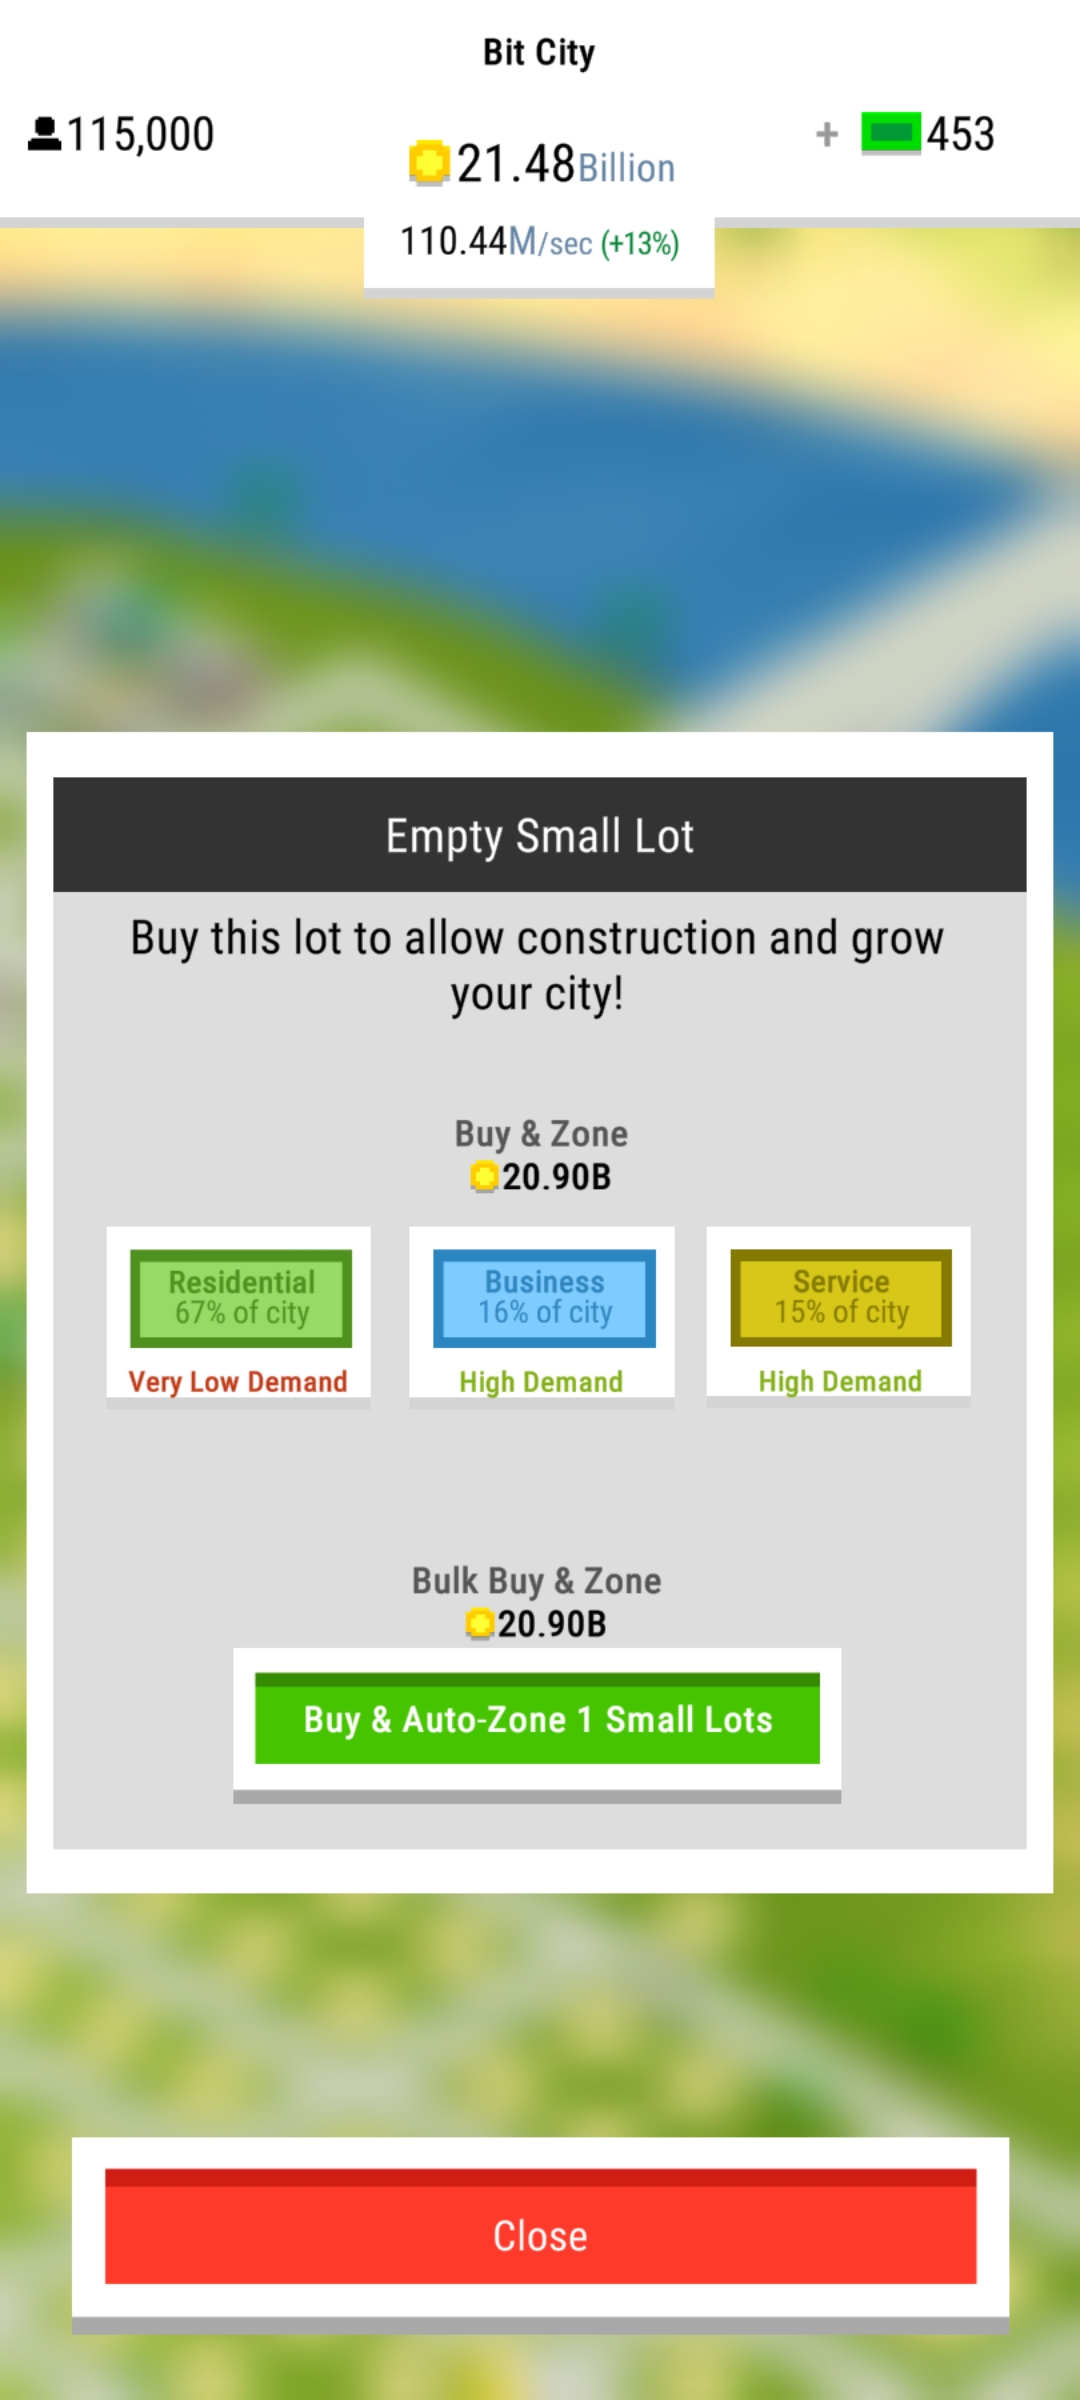 Bit City
115,000
21.48Billion
+ 453
110.44M/sec (+13%)
Empty Small Lot
Buy this lot to allow construction and grow
your city!
Buy & Zone
20.90B
Residential
67% of city
Very Low Demand
Business
16% of city
High Demand
Service
15% of city
High Demand
Bulk Buy & Zone
20.90B
Buy & Auto-Zone 1 Small Lots
Close